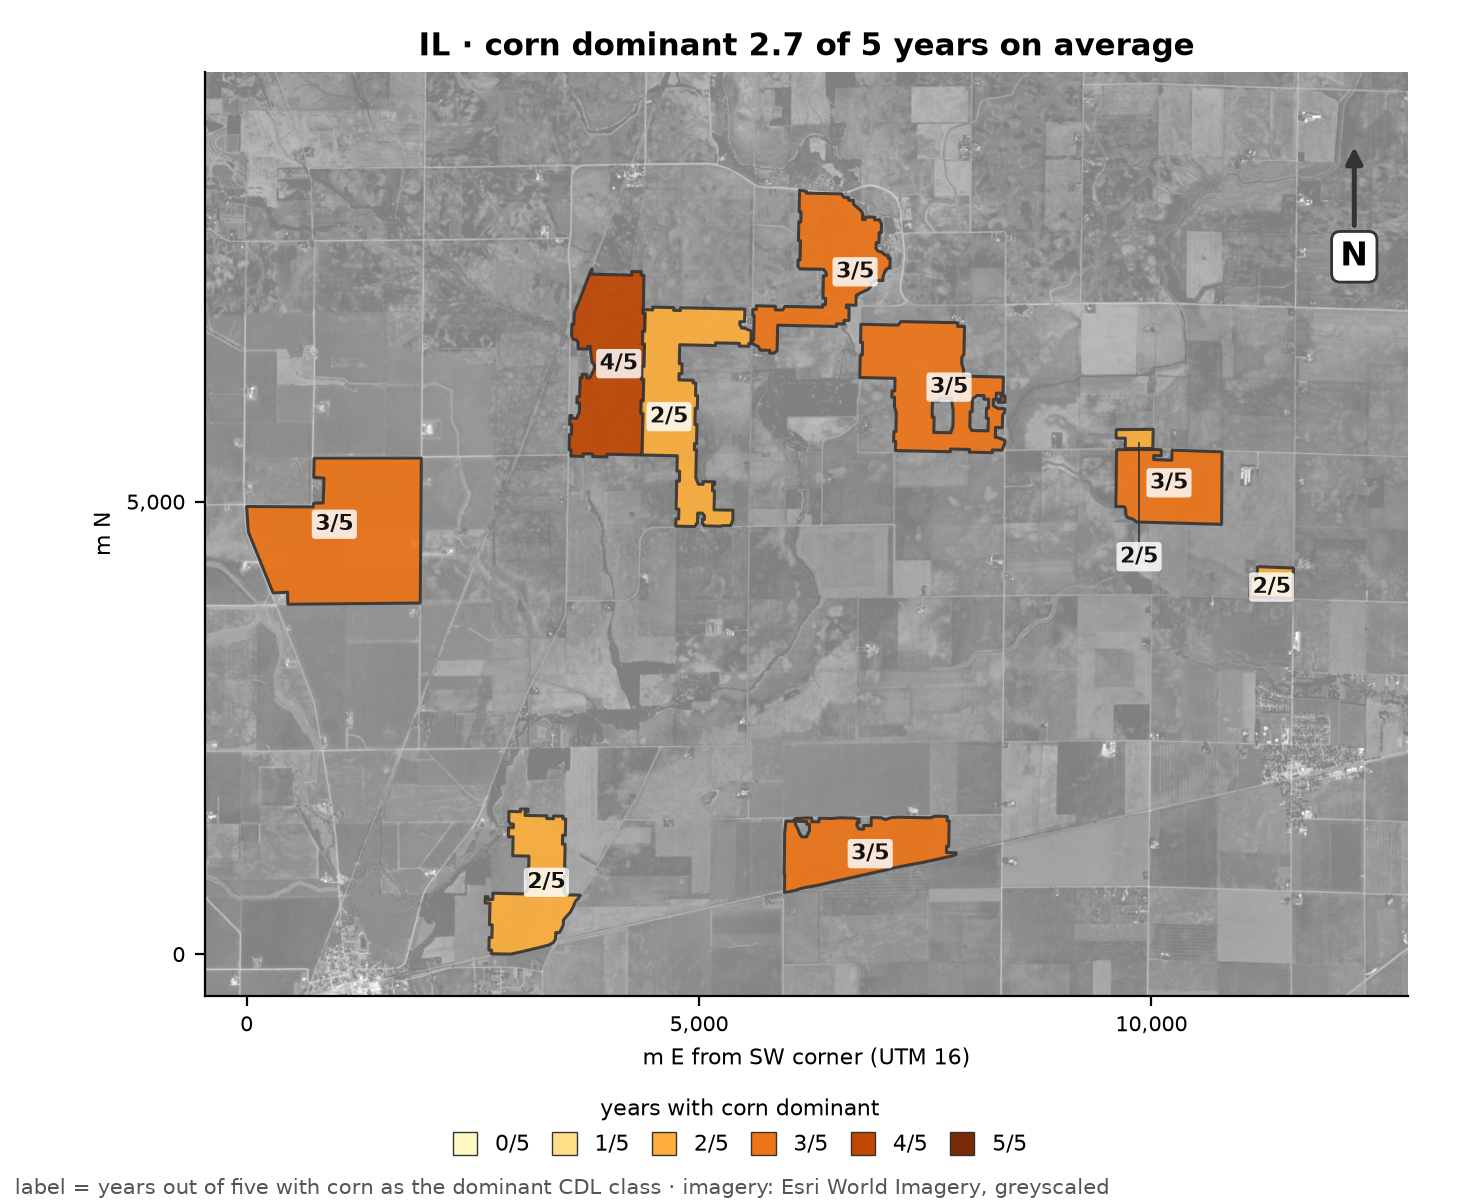 IL · corn dominant 2.7 of 5 years on average
N
3/5
4/5
3/5
2/5
3/5
5,000
3/5
2/5
2/5
m N
3/5
2/5
3/5
0
0
5,000
10,000
m E from SW corner (UTM 16)
years with corn dominant
0/5 1/5 2/5 3/5 4/5 5/5
label = years out of five with corn as the dominant CDL class · imagery: Esri World Imagery, greyscaled